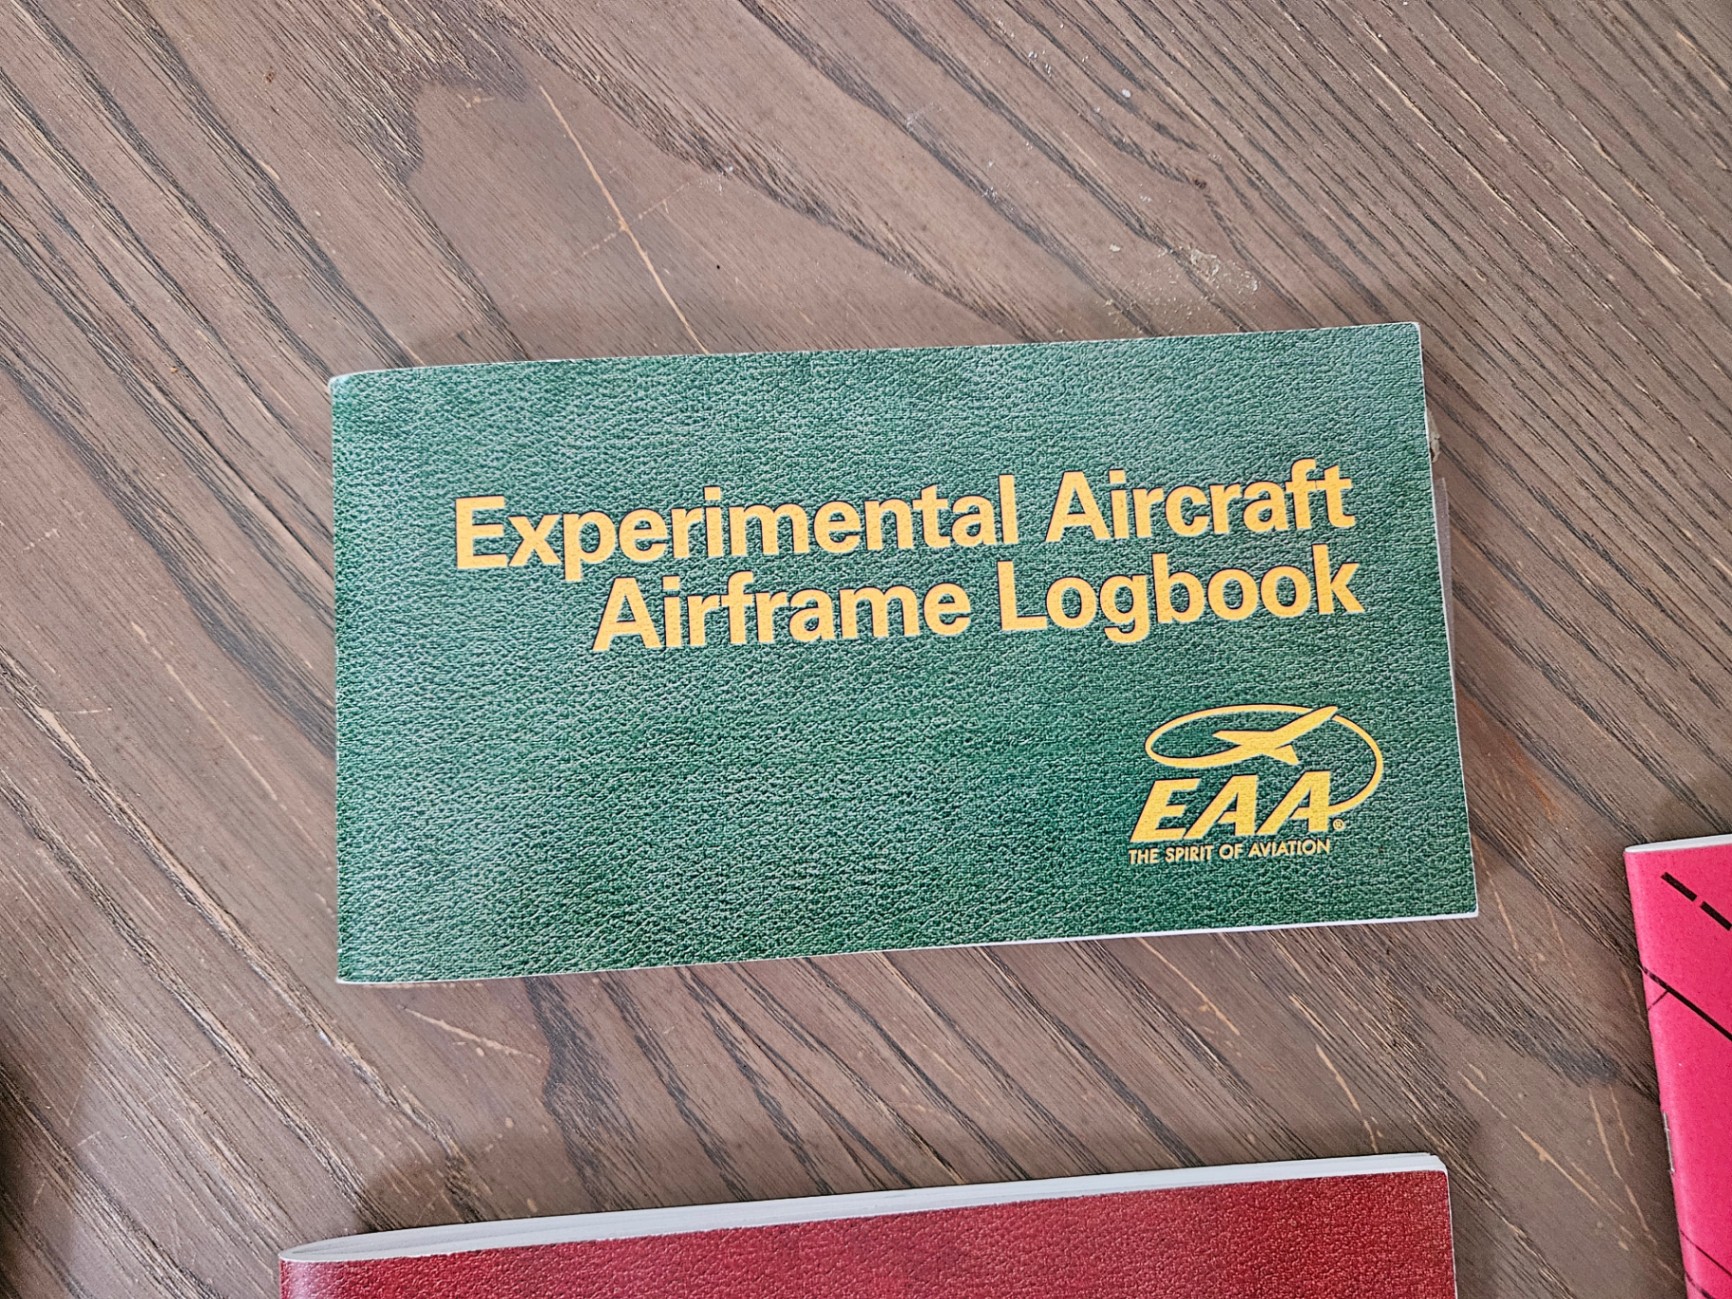 Experimental Aircraft
Airframe Logbook
EAA®
THE SPIRIT OF AVIATION